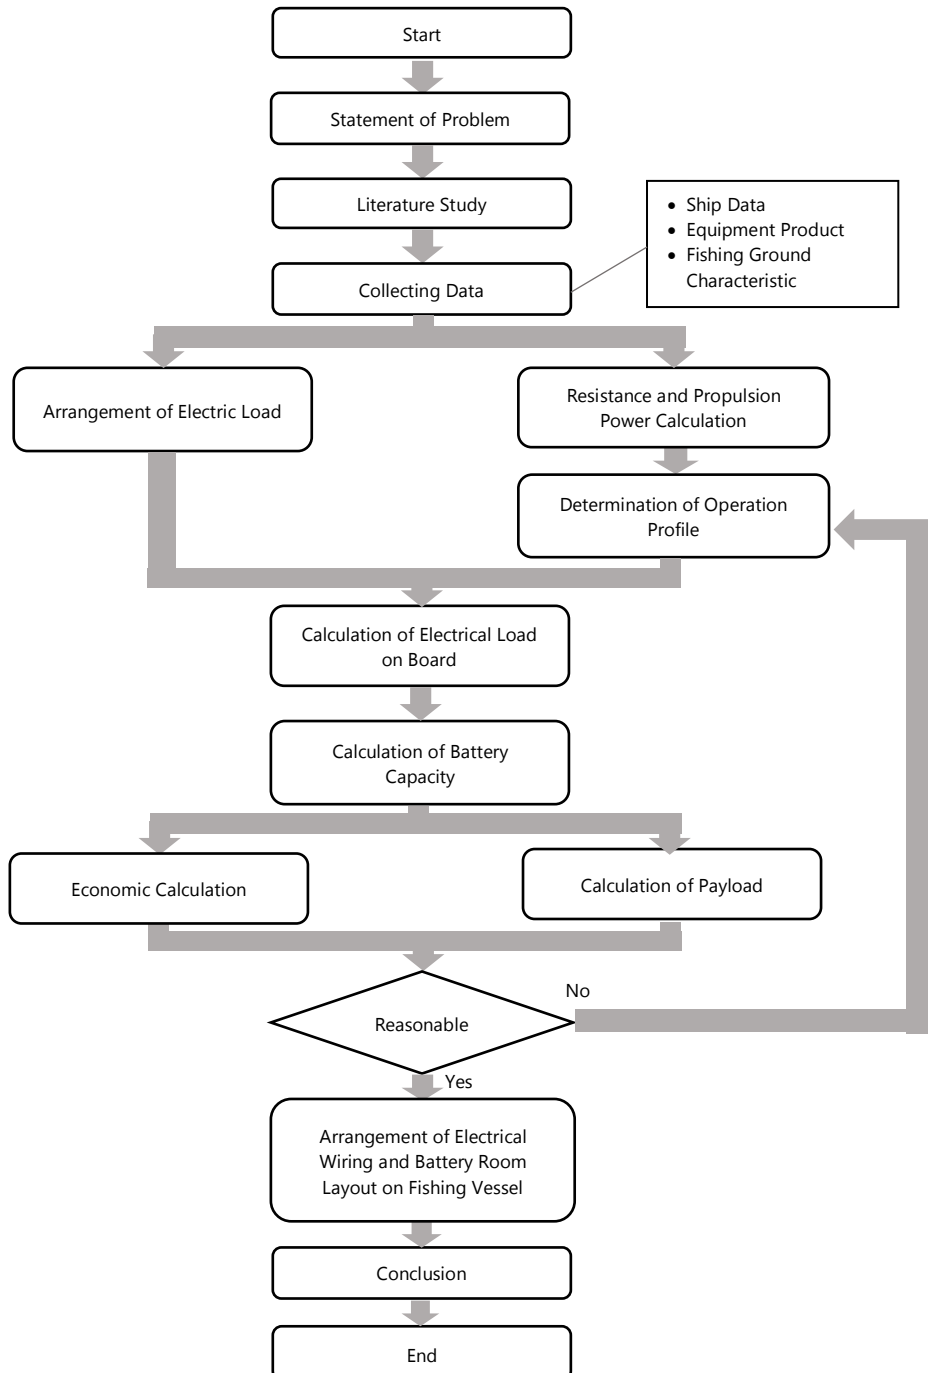 Start
Statement of Problem
Literature Study
• Ship Data
• Equipment Product
• Fishing Ground
Characteristic
Collecting Data
Arrangement of Electric Load
Resistance and Propulsion
Power Calculation
Determination of Operation
Profile
Calculation of Electrical Load
on Board
Calculation of Battery
Capacity
Economic Calculation
Calculation of Payload
Reasonable
No
Yes
Arrangement of Electrical
Wiring and Battery Room
Layout on Fishing Vessel
Conclusion
End